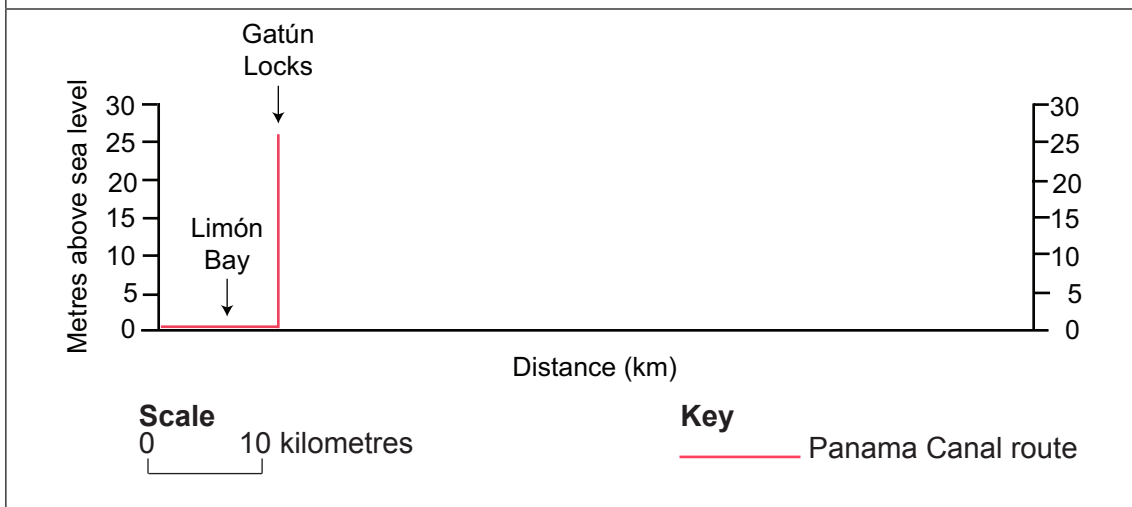 Gatún
Locks
Metres above sea level
30
25
20
15
10
5
0
Limón
Bay
30
25
20
15
10
5
0
Distance (km)
Scale
0 10 kilometres
Key
Panama Canal route